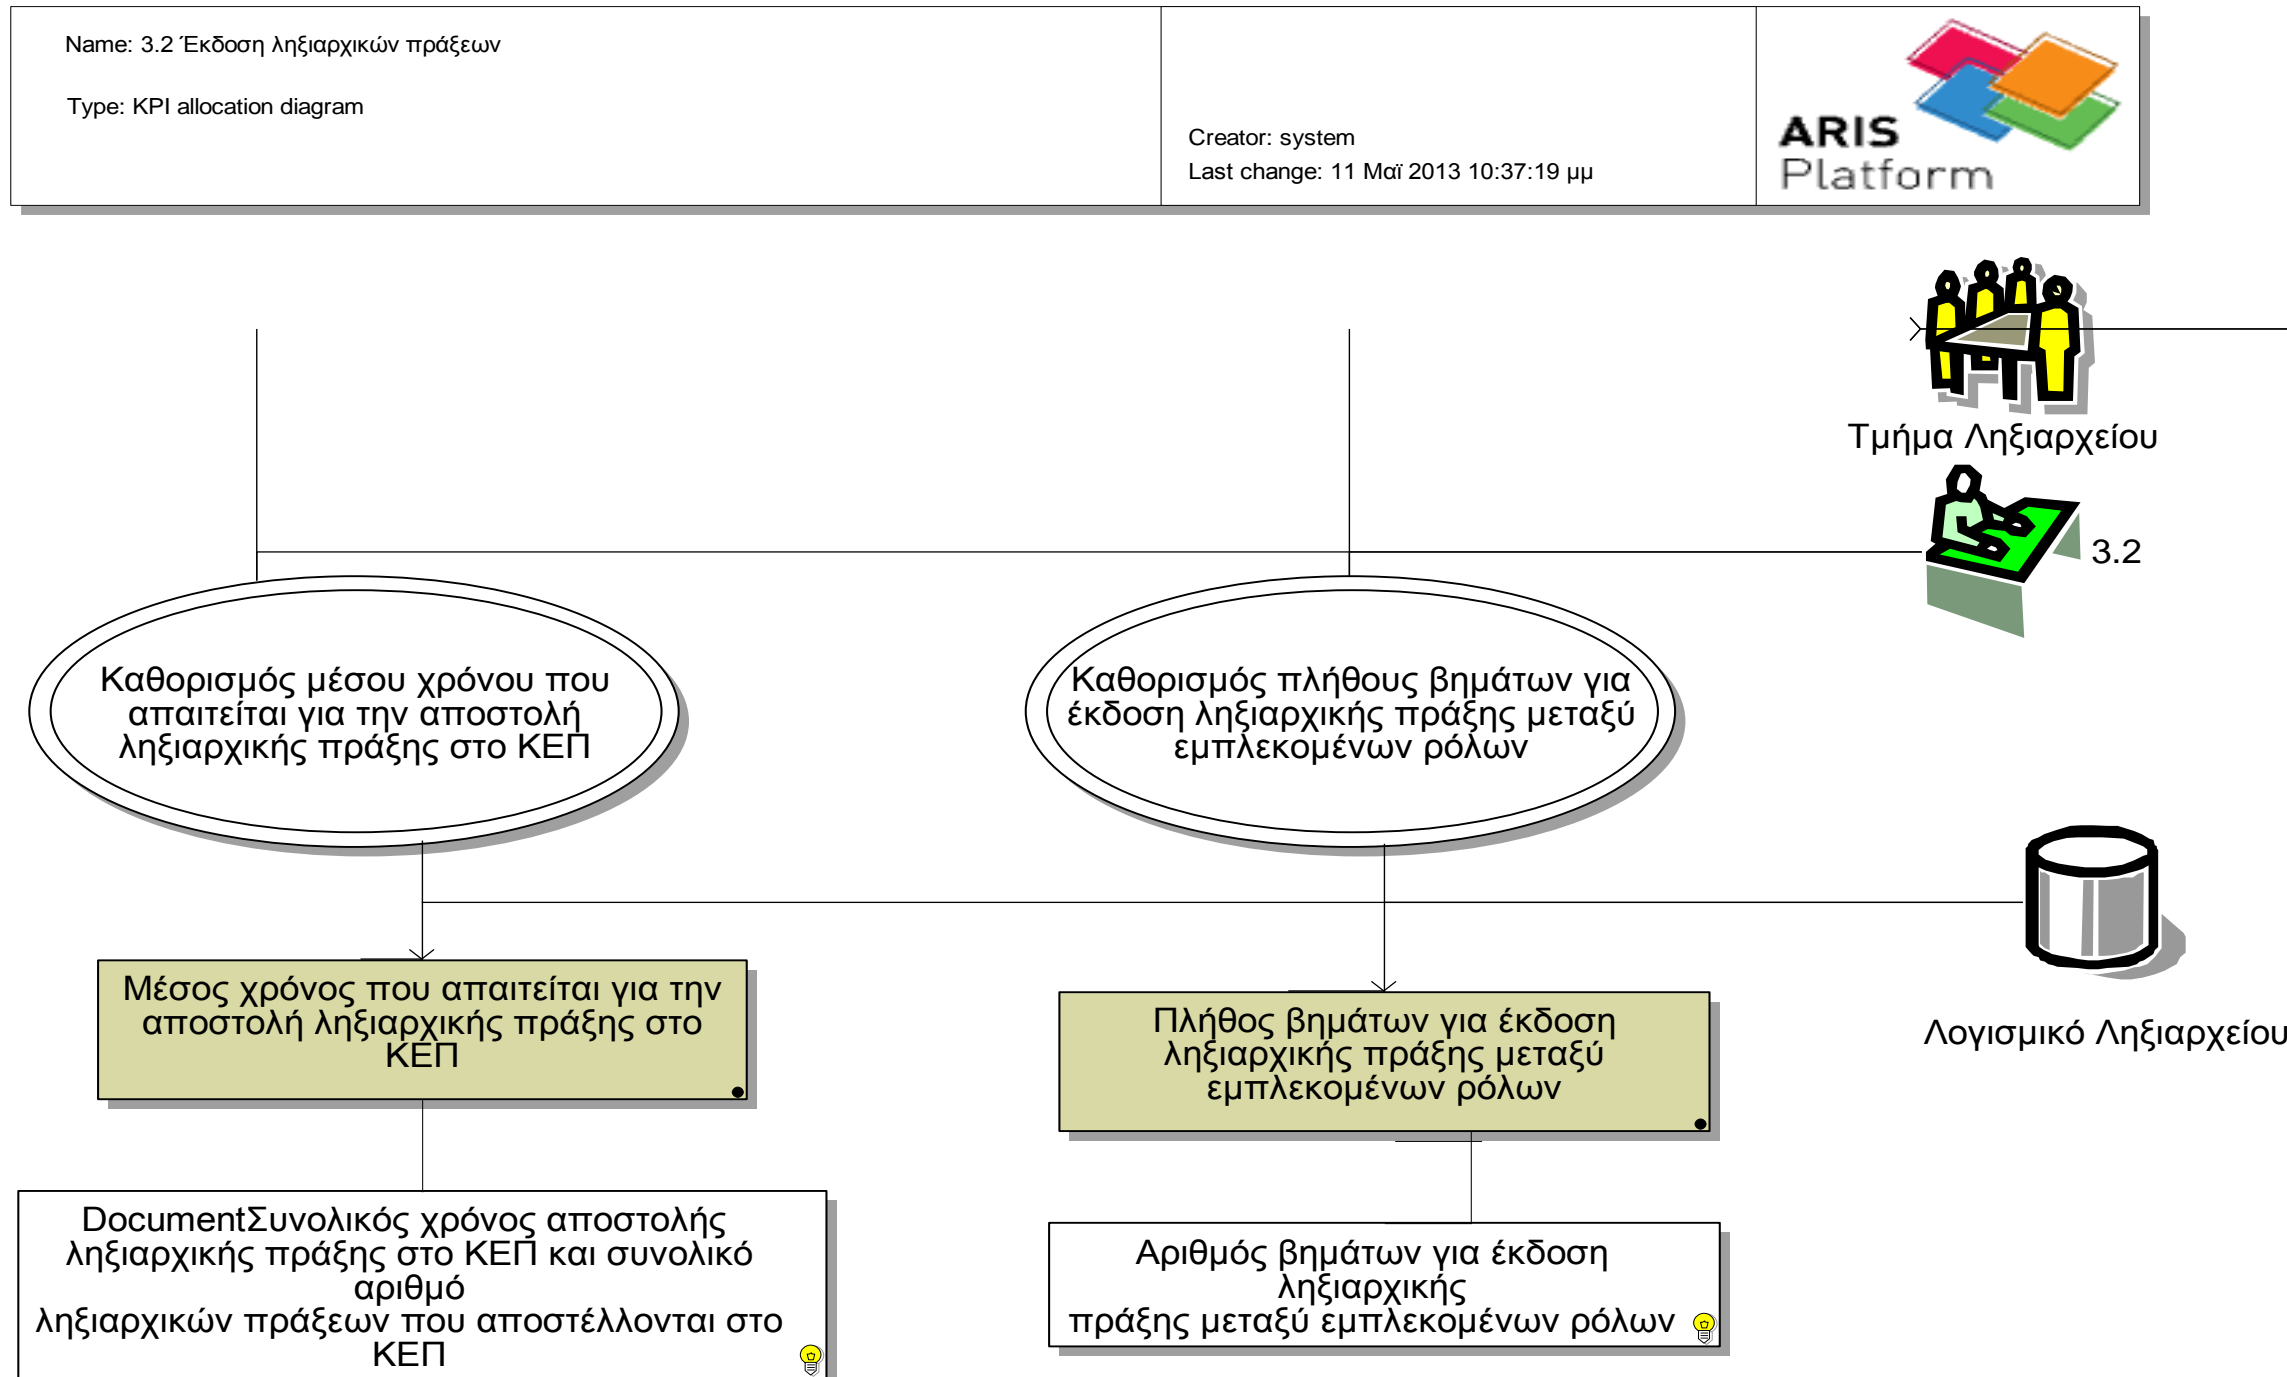 Name: 3.2 Έκδοση ληξιαρχικών πράξεων
Type: KPI allocation diagram
Creator: system
Last change: 11 Μαϊ 2013 10:37:19 μμ
ARIS
Platform
Τμήμα Ληξιαρχείου
3.2
Καθορισμός μέσου χρόνου που
απαιτείται για την αποστολή
ληξιαρχικής πράξης στο ΚΕΠ
Καθορισμός πλήθους βημάτων για
έκδοση ληξιαρχικής πράξης μεταξύ
εμπλεκομένων ρόλων
Μέσος χρόνος που απαιτείται για την
αποστολή ληξιαρχικής πράξης στο
ΚΕΠ
Πλήθος βημάτων για έκδοση
ληξιαρχικής πράξης μεταξύ
εμπλεκομένων ρόλων
Λογισμικό Ληξιαρχείου
DocumentΣυνολικός χρόνος αποστολής
ληξιαρχικής πράξης στο ΚΕΠ και συνολικό
αριθμό
ληξιαρχικών πράξεων που αποστέλλονται στο
ΚΕΠ
Αριθμός βημάτων για έκδοση
ληξιαρχικής
πράξης μεταξύ εμπλεκομένων ρόλων